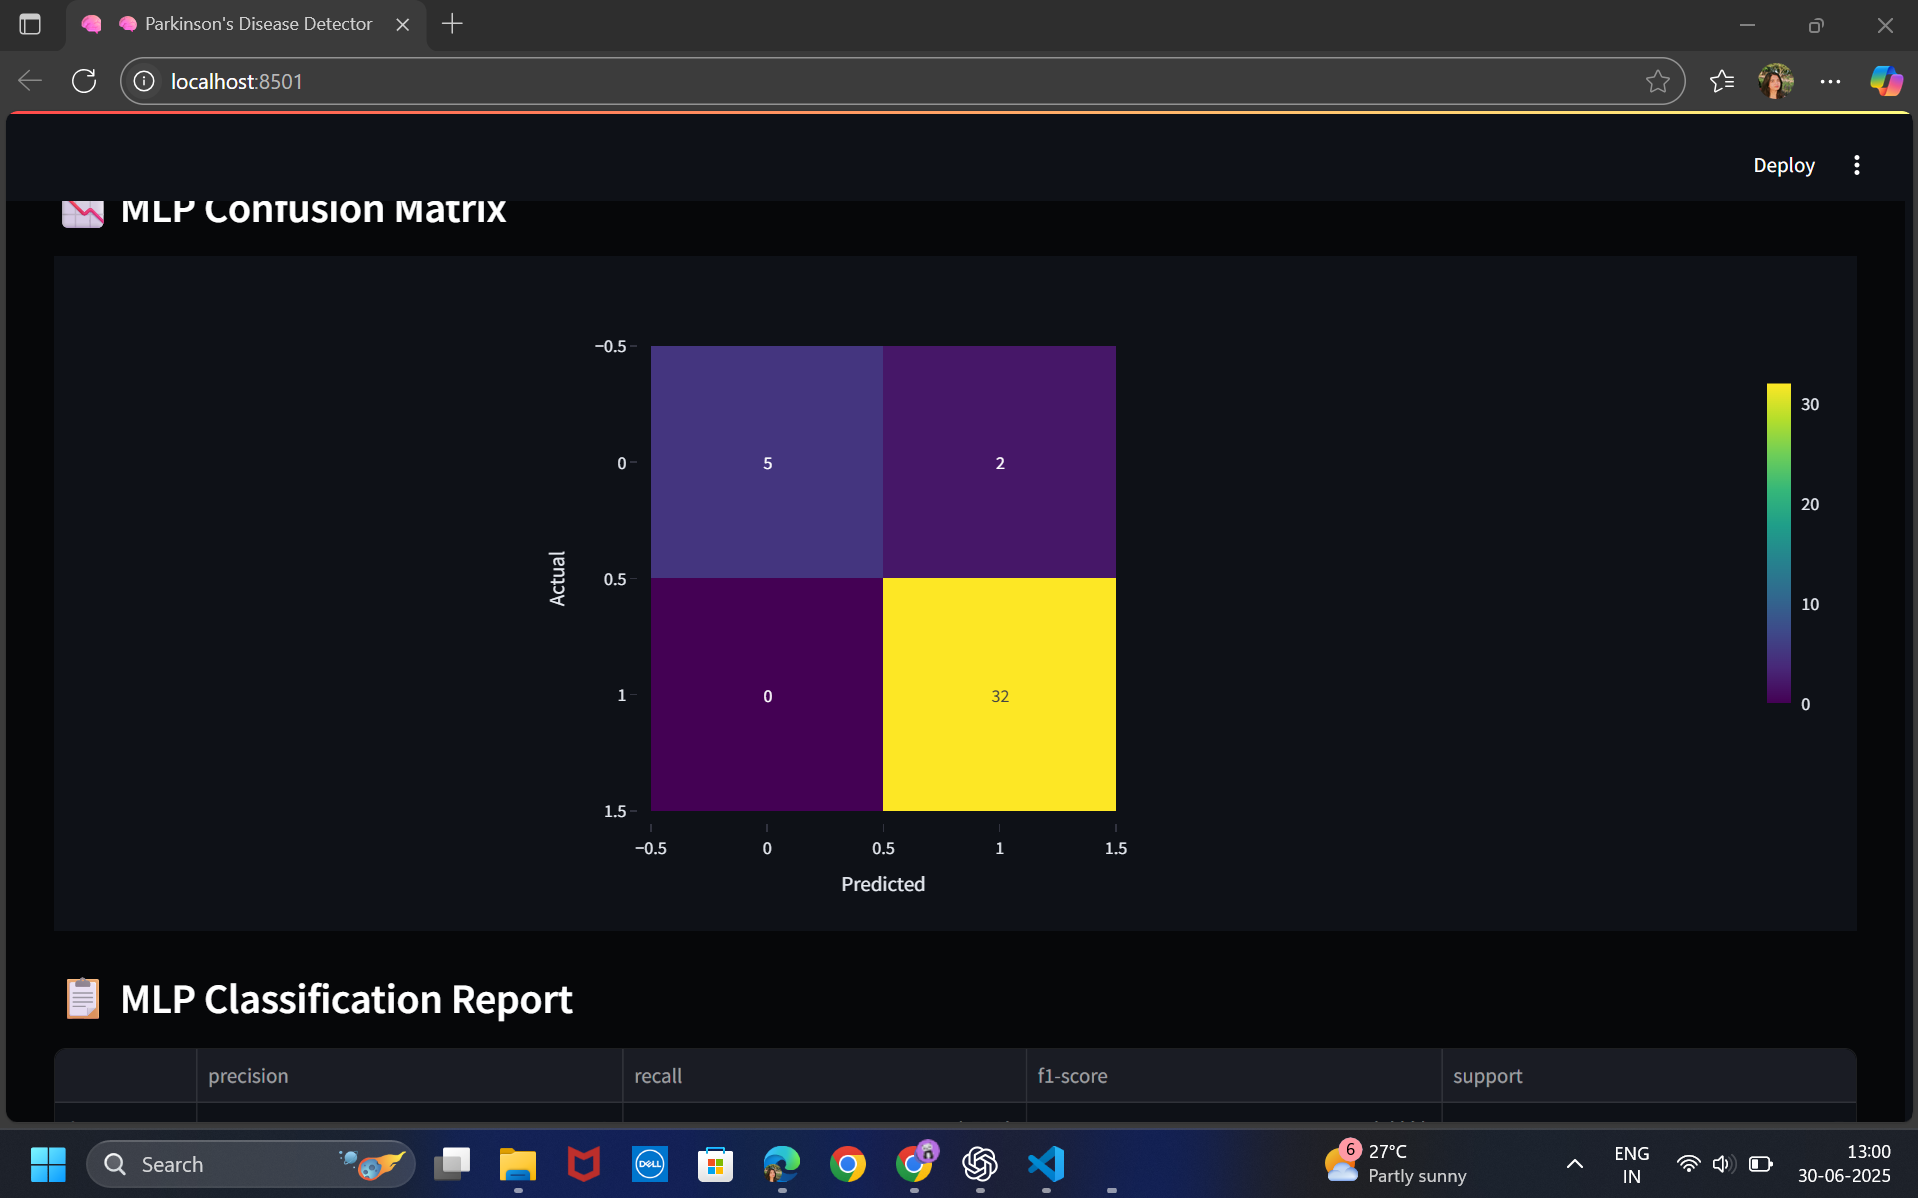 Parkinson's Disease Detector
localhost:8501
Deploy
MLP Confusion Matrix
−0.5
0
0.5
1
1.5
Actual
5
2
0
32
−0.5
0
0.5
1
1.5
Predicted
30
20
10
0
MLP Classification Report
precision
recall
f1-score
support
Search
DELL
6
27°C
Partly sunny
ENG
IN
13:00
30-06-2025